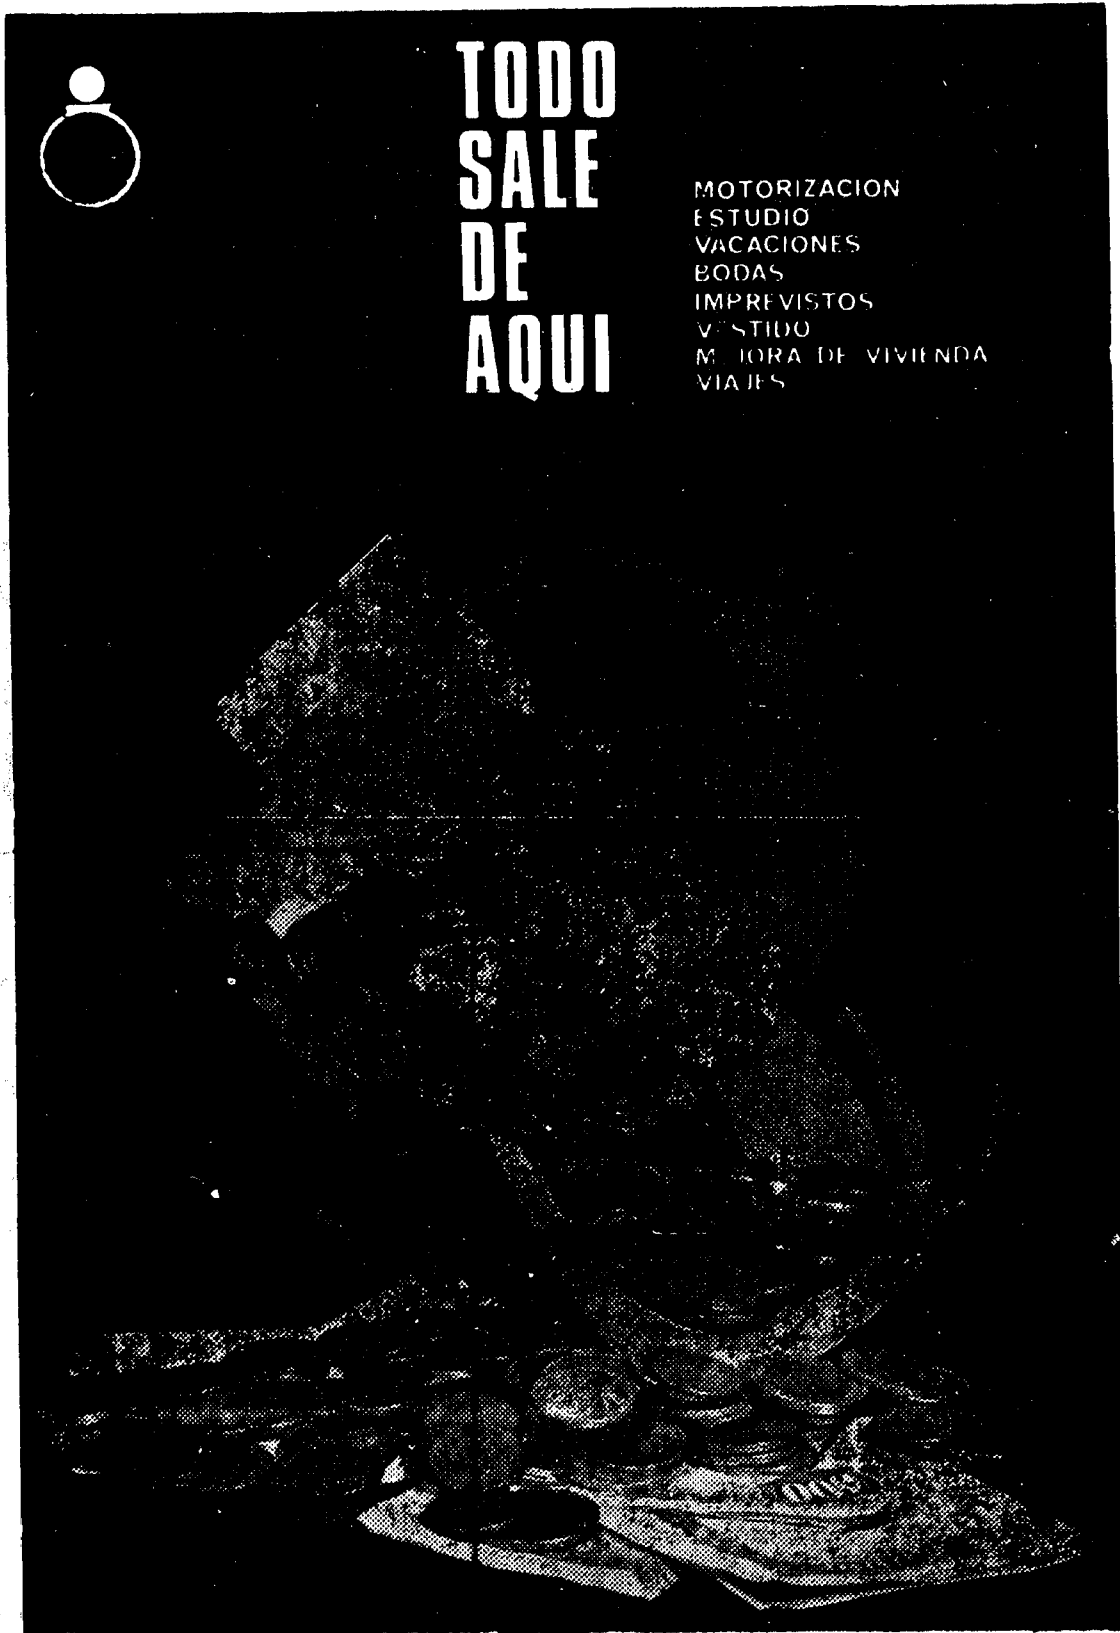 TODO
SALE
DE
AQUI
MOTORIZACION
ESTUDIO
VACACIONES
BODAS
IMPREVISTOS
VESTIDO
MEJORA DE VIVIENDA
VIAJES